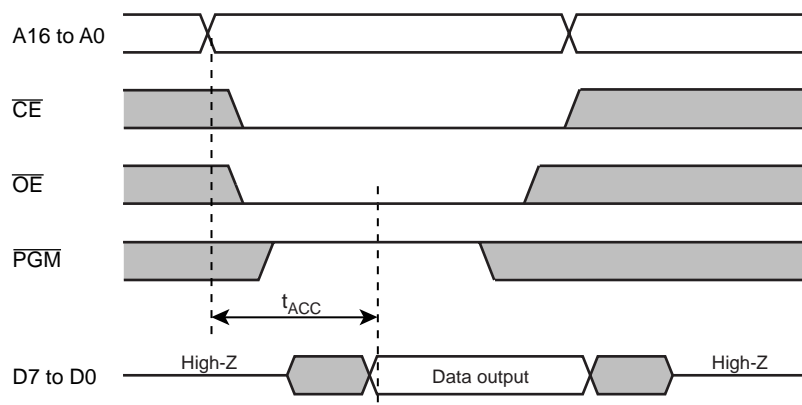 A16 to A0
CE
OE
PGM
tACC
High-Z
Data output
High-Z
D7 to D0